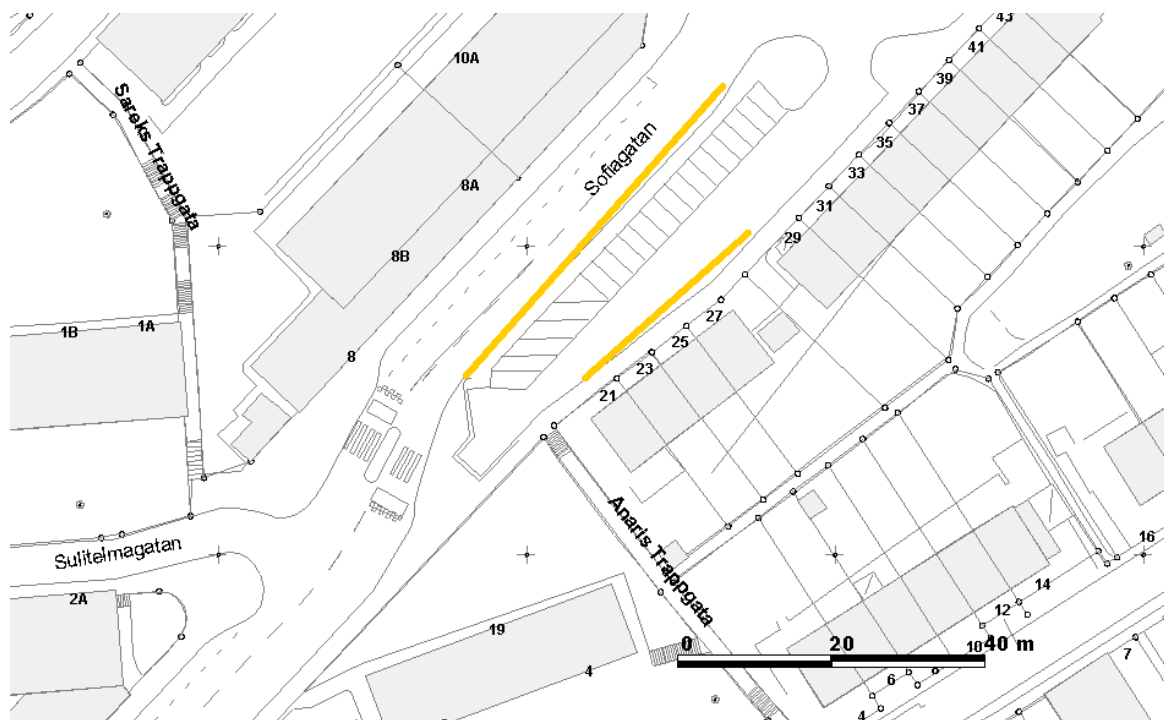 43
41
10A
39
37
Sareks Trappgata
35
Sofiagatan
33
8A
31
29
8B
27
1B
1A
25
8
23
21
Anaris Trappgata
Sulitelmagatan
16
14
2A
12
19
10
0 20 40 m
7
4
6
4